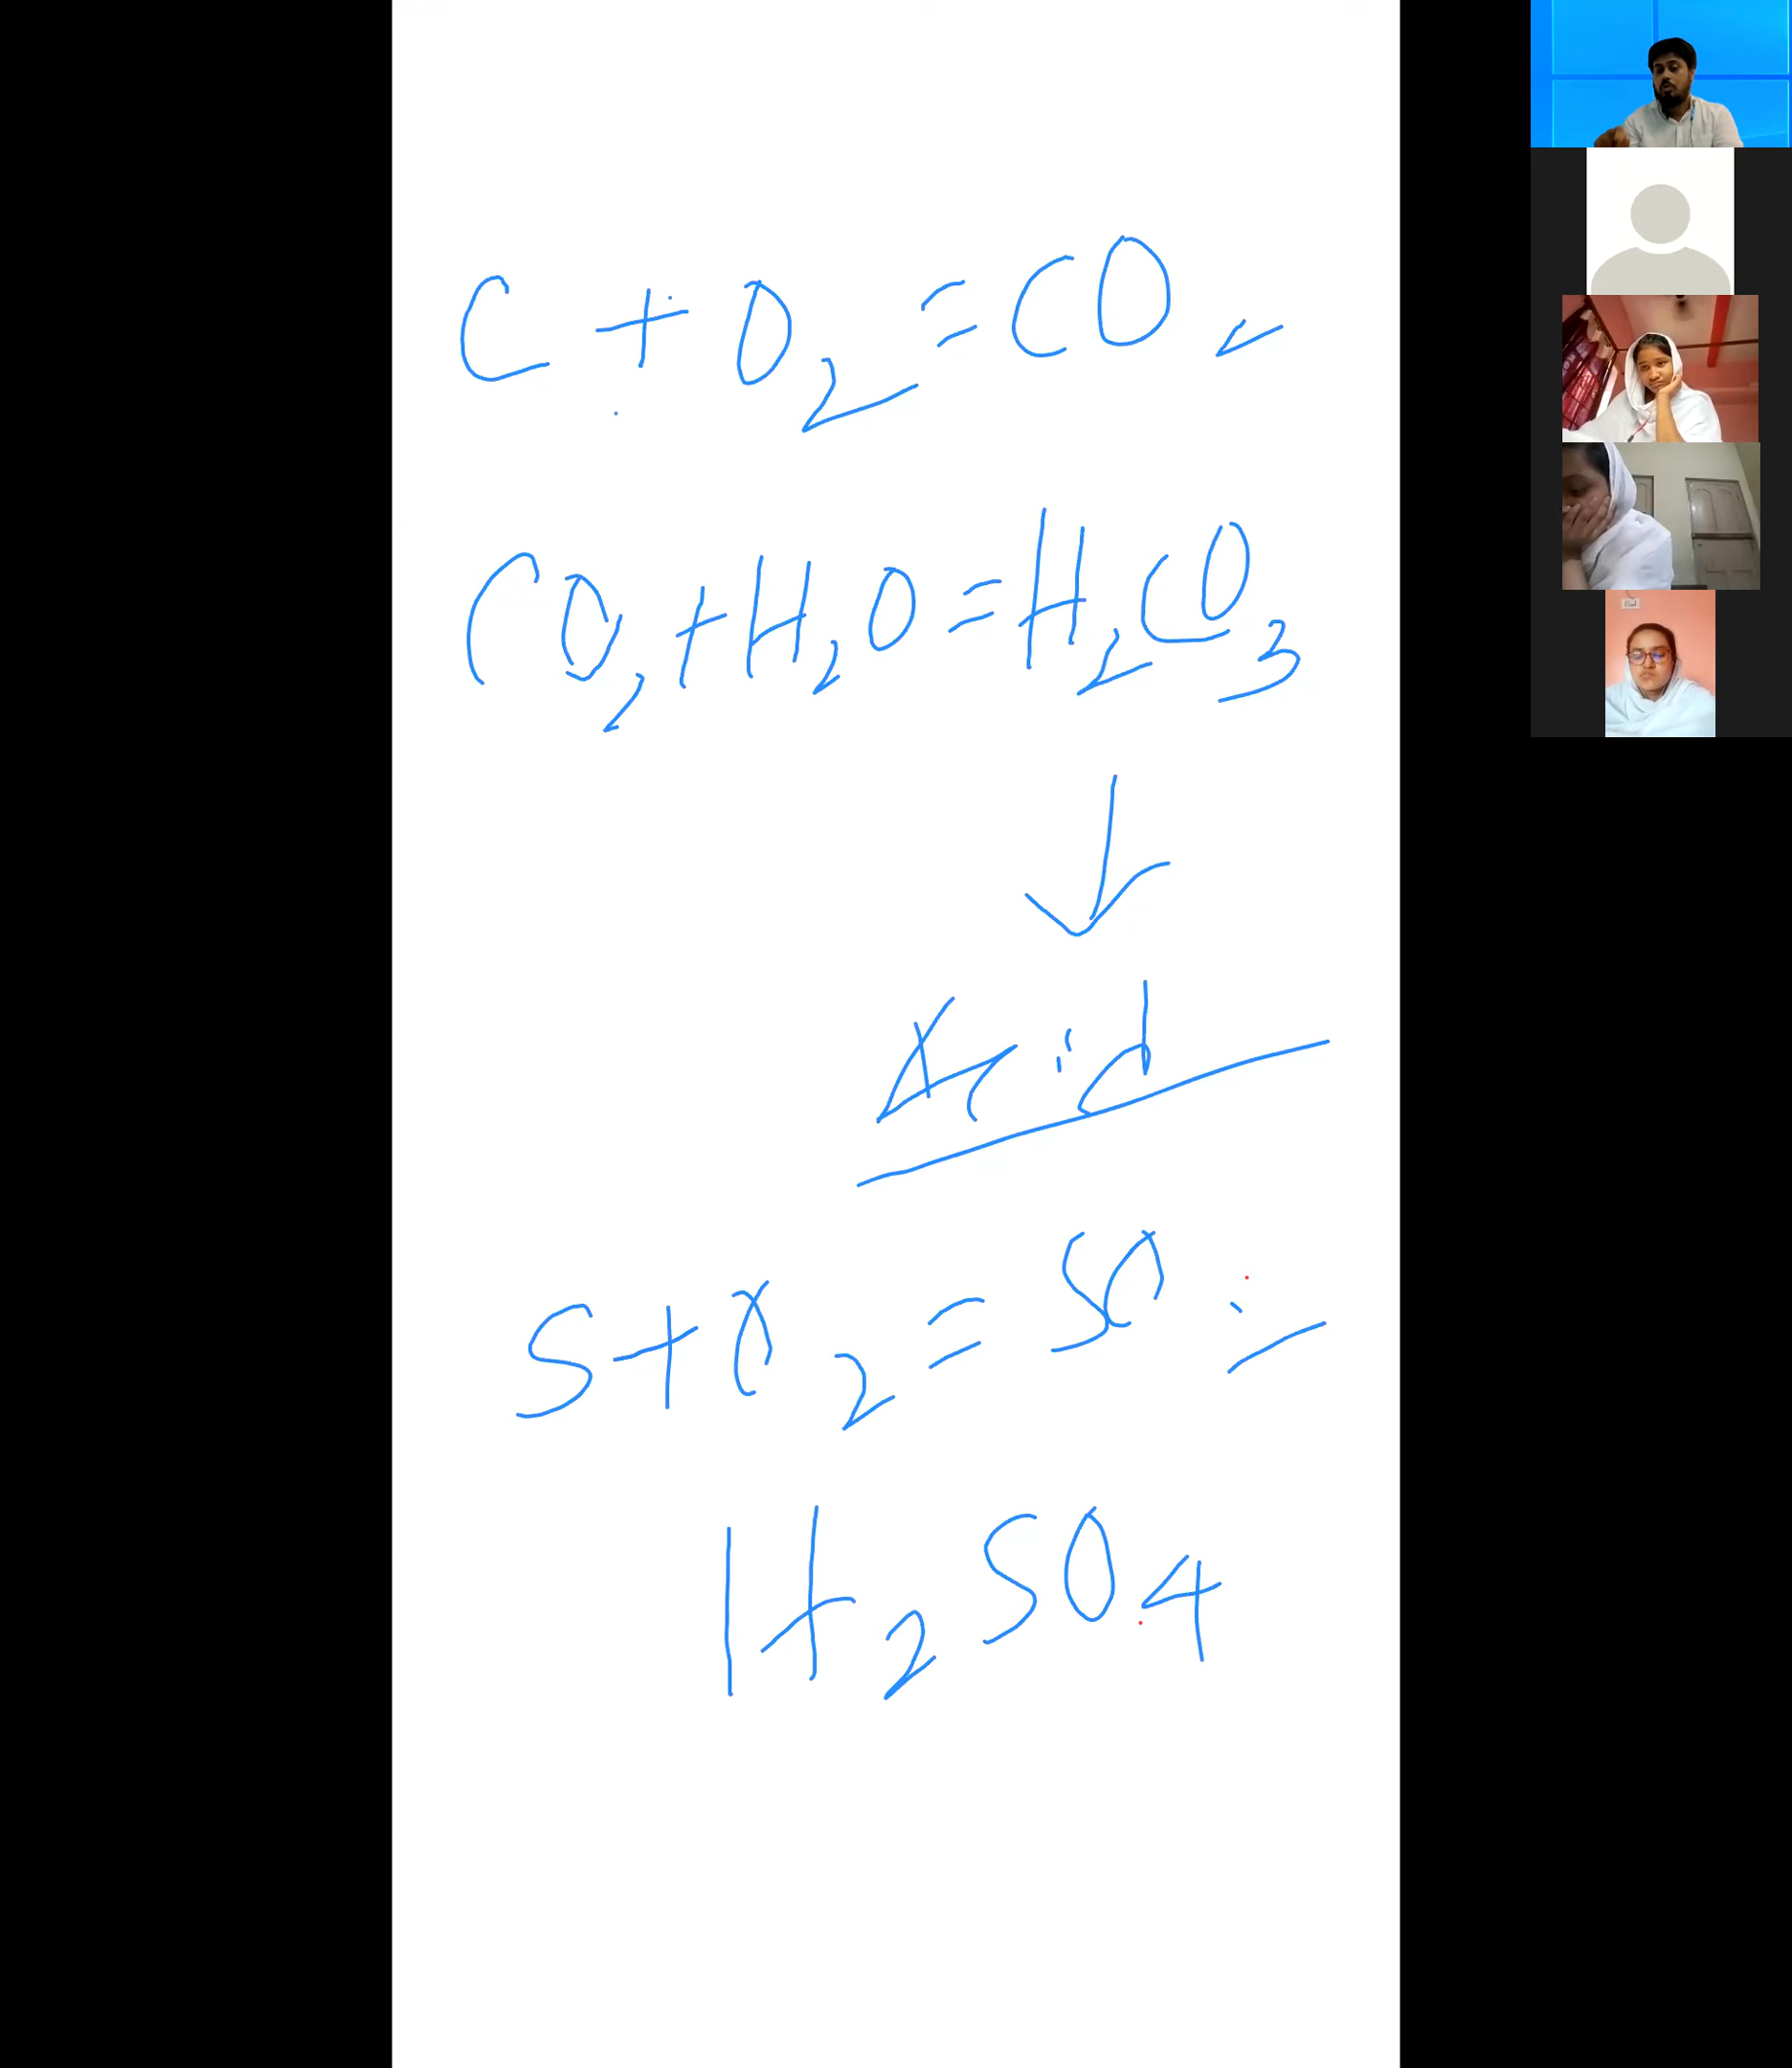 C + O₂ = CO₂
CO₂ + H₂O = H₂CO₃
↓
Acid
S + O₂ = SO₂
H₂SO₄